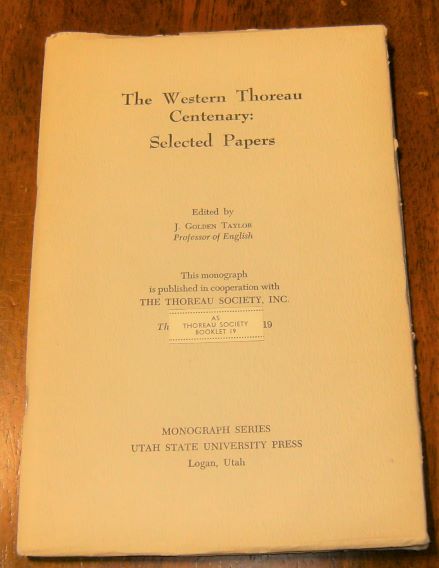 The Western Thoreau
Centenary:
Selected Papers
Edited by
J. GOLDEN TAYLOR
Professor of English
This monograph
is published in cooperation with
THE THOREAU SOCIETY, INC.
AS
Th THOREAU SOCIETY 19
BOOKLET 19
MONOGRAPH SERIES
UTAH STATE UNIVERSITY PRESS
Logan, Utah